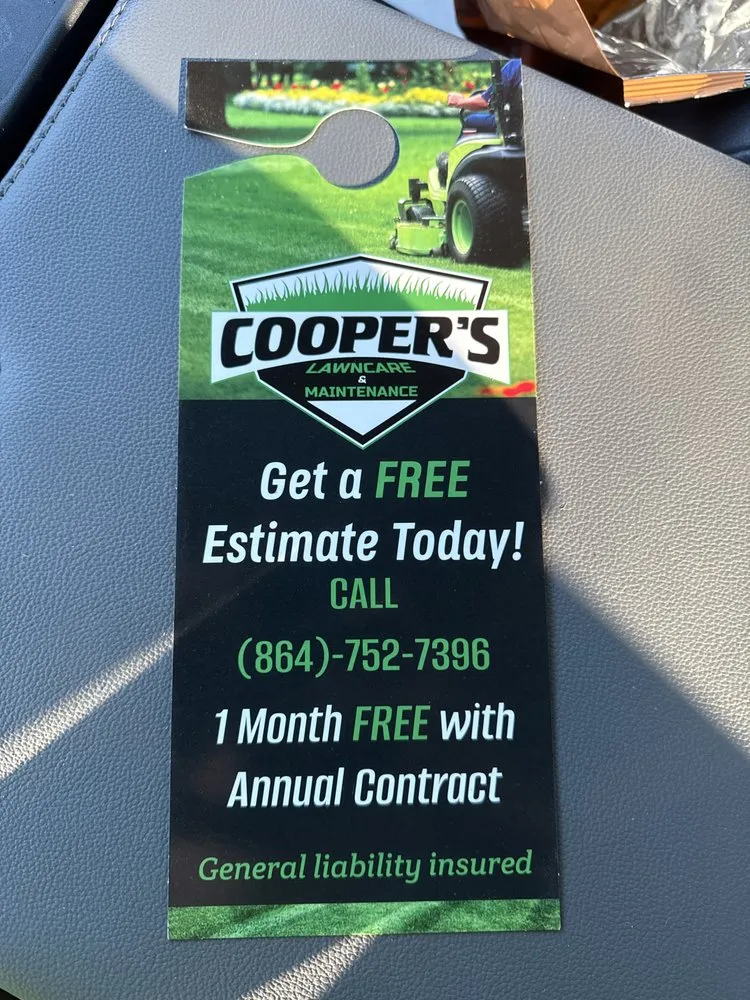 COOPER'S
LAWNCARE
&
MAINTENANCE
Get a FREE
Estimate Today!
CALL
(864)-752-7396
1 Month FREE with
Annual Contract
General liability insured